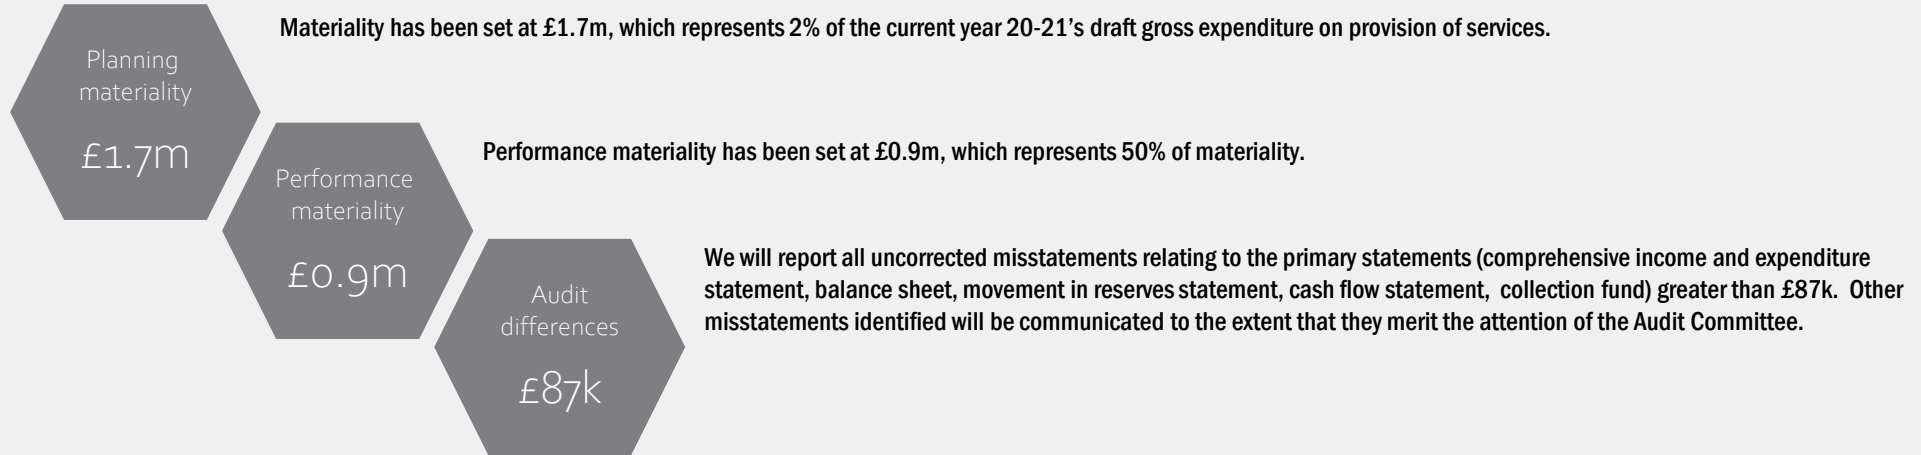 Materiality has been set at £1.7m, which represents 2% of the current year 20-21's draft gross expenditure on provision of services.
Planning
materiality
£1.7m
Performance materiality has been set at £0.9m, which represents 50% of materiality.
Performance
materiality
£0.9m
We will report all uncorrected misstatements relating to the primary statements (comprehensive income and expenditure
statement, balance sheet, movement in reserves statement, cash flow statement, collection fund) greater than £87k. Other
misstatements identified will be communicated to the extent that they merit the attention of the Audit Committee.
Audit
differences
£87k